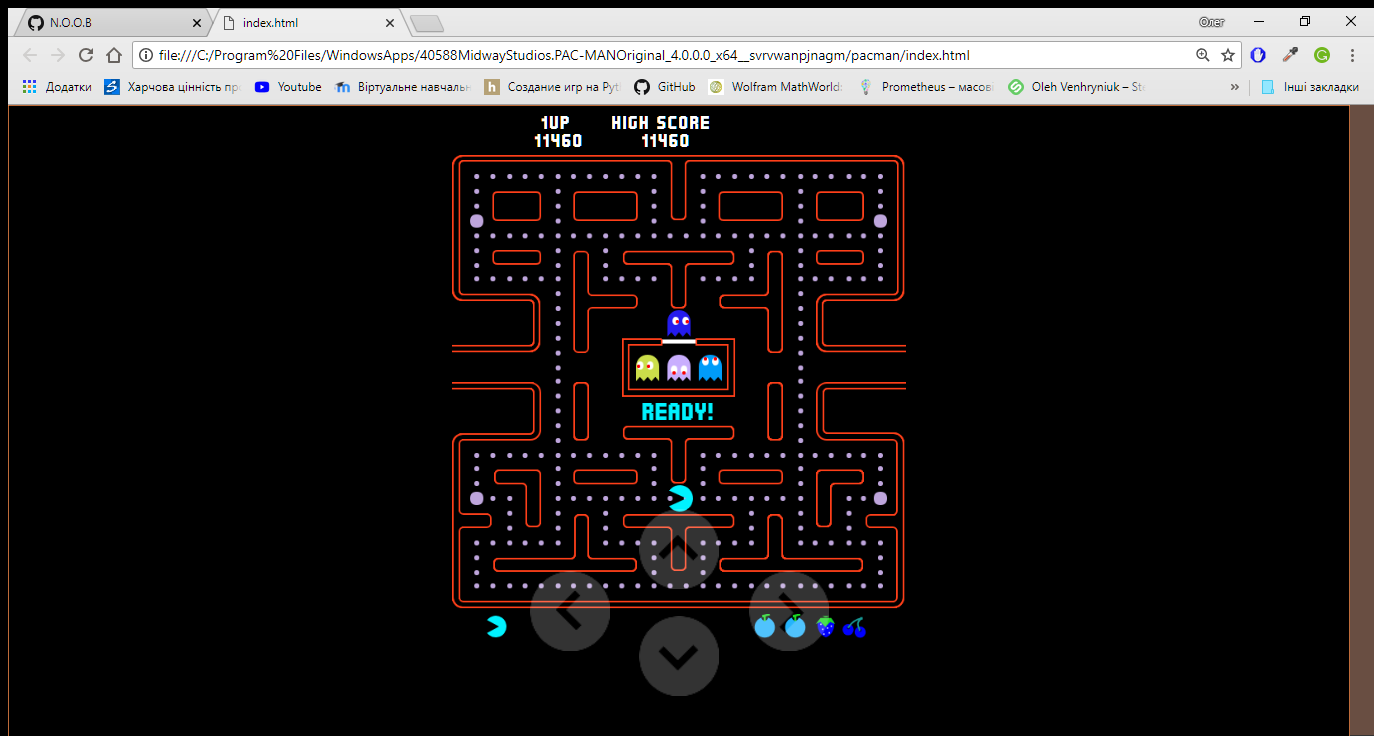 N.O.O.B
index.html
Олег
file:///C:/Program%20Files/WindowsApps/40588MidwayStudios.PAC-MANOriginal_4.0.0.0_x64__svrvwanpjnagm/pacman/index.html
Додатки
Харчова цінність про
Youtube
Віртуальне навчальн
Создание игр на Pyt
GitHub
Wolfram MathWorld:
Prometheus – масові
Oleh Venhryniuk – St
Інші закладки
1UP
HIGH SCORE
11460
11460
READY!